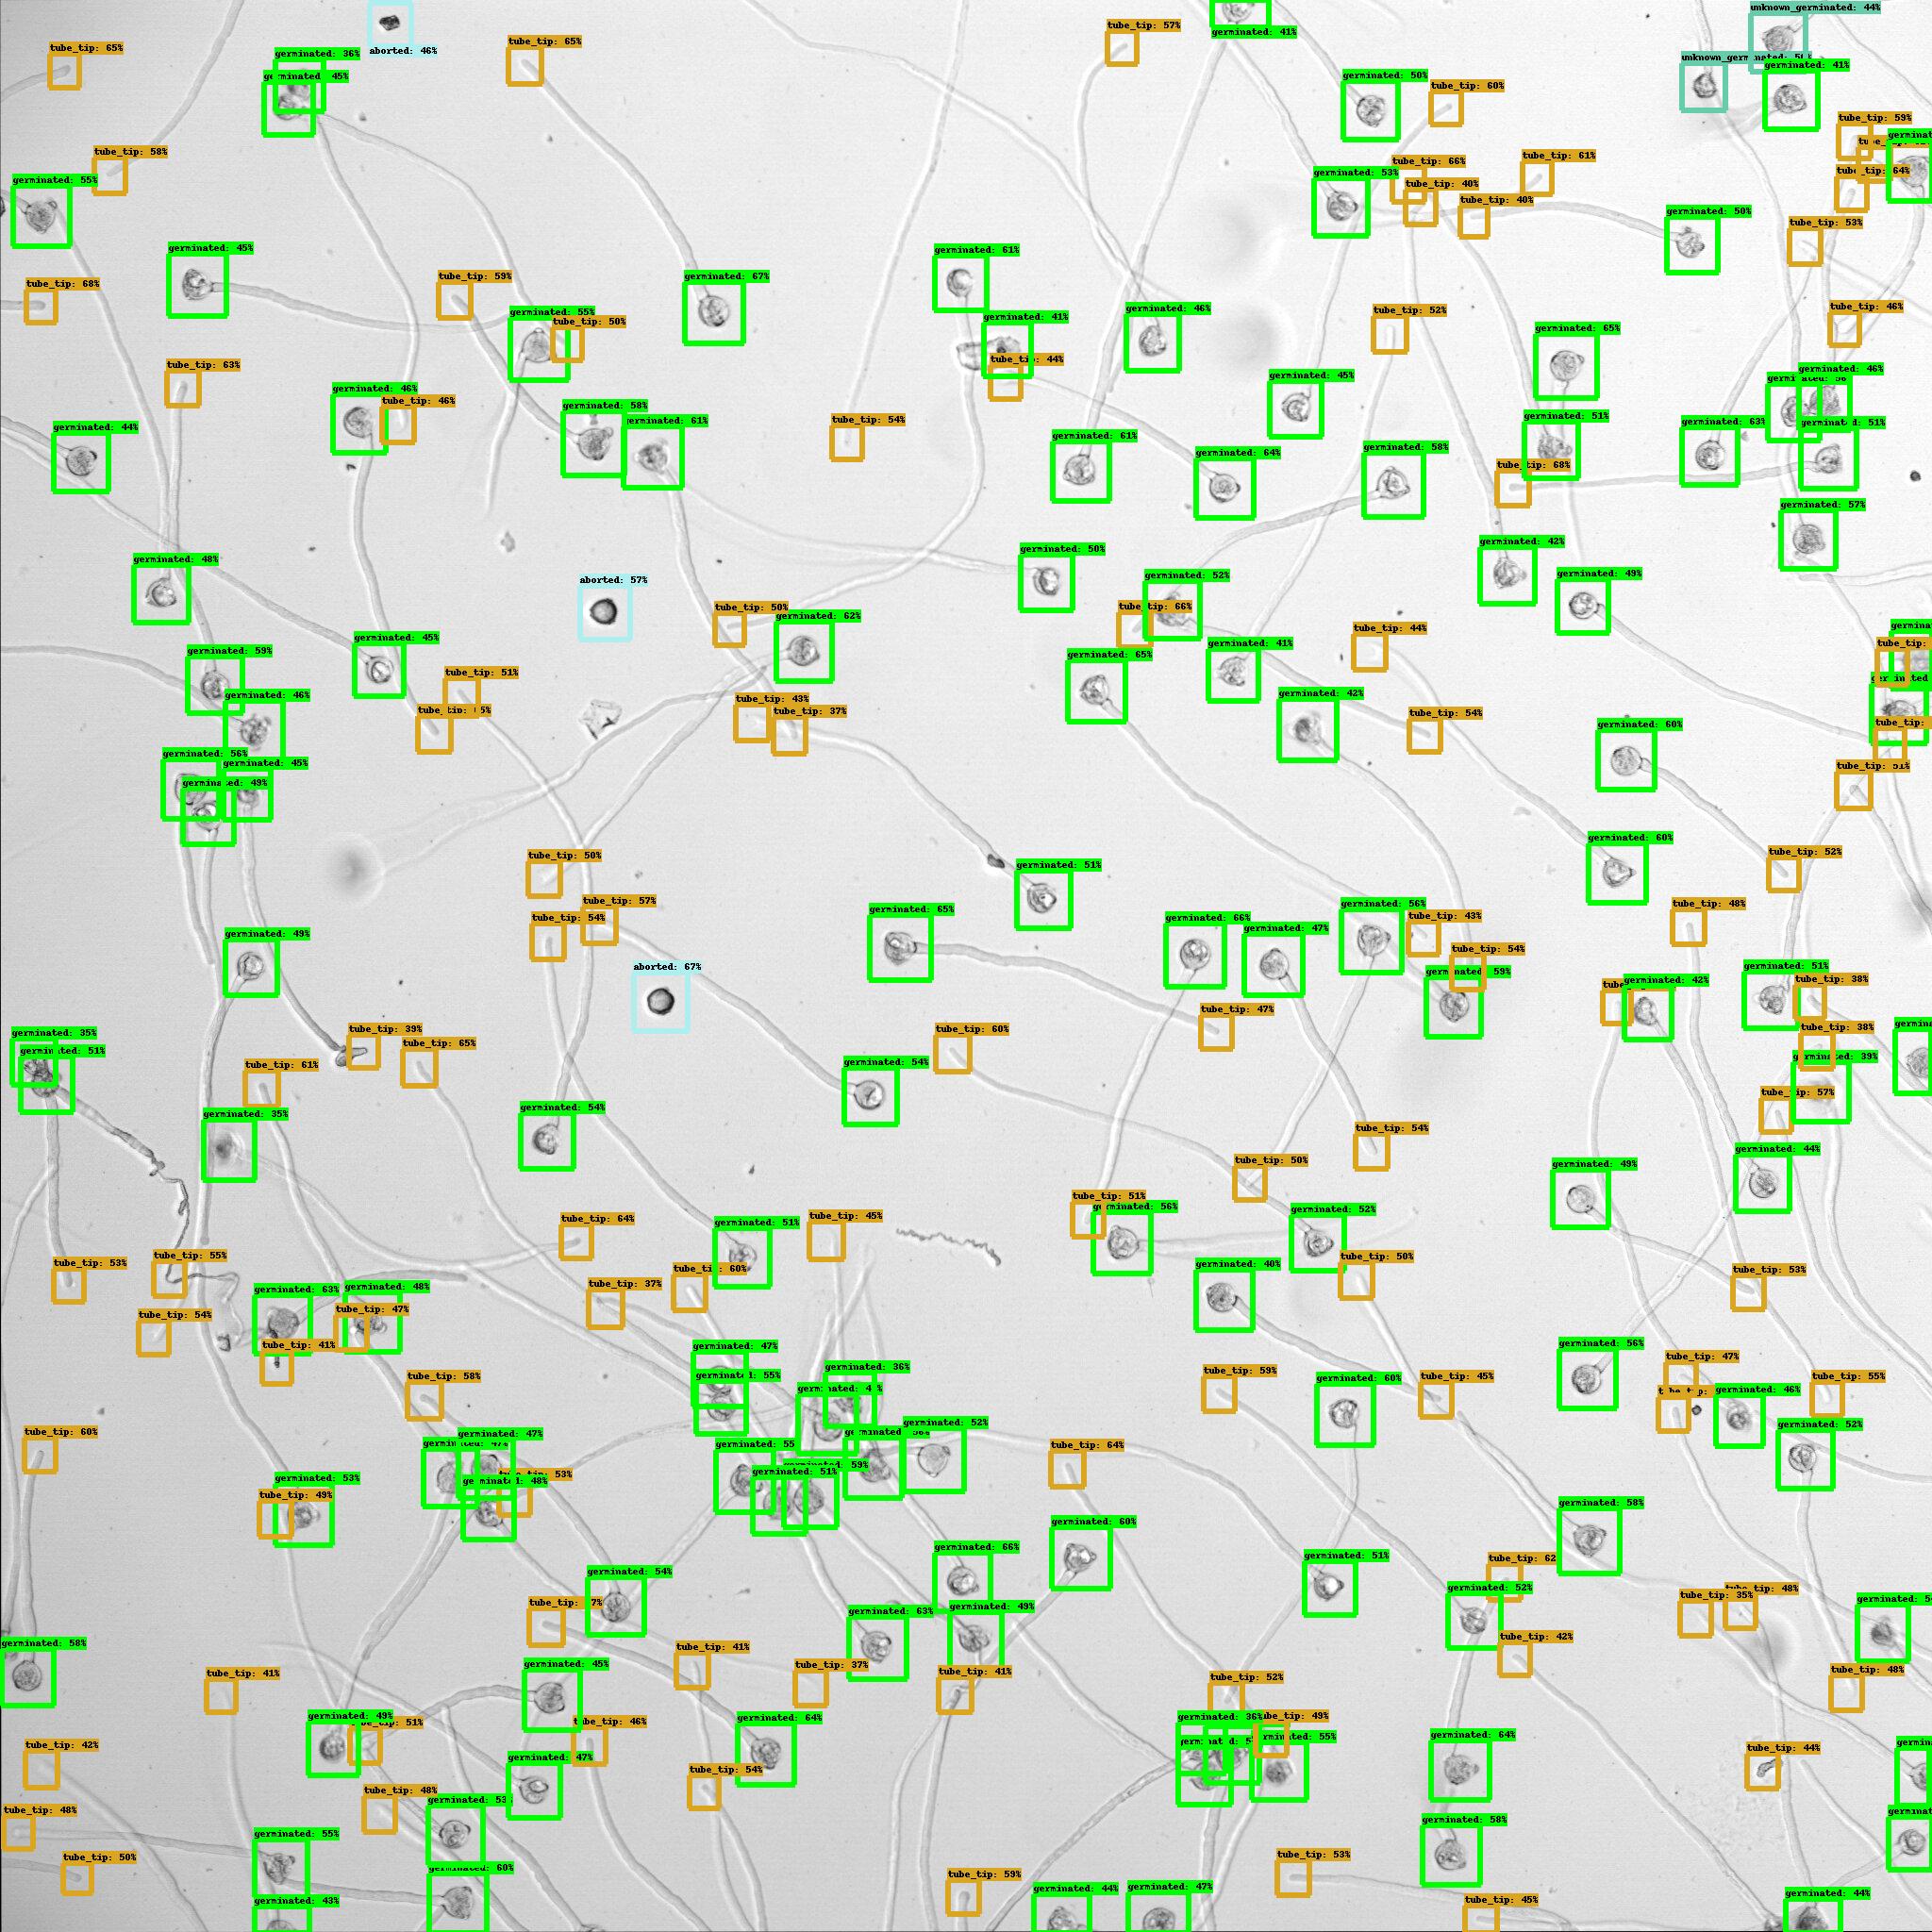 unknown_germinated: 44%
tube_tip: 57%
germinated: 41%
tube_tip: 65%
tube_tip: 65%
aborted: 46%
germinated: 36%
germinated: 41%
germinated: 45%
germinated: 50%
tube_tip: 60%
tube_tip: 59%
tube_tip: 58%
tube_tip: 61%
tube_tip: 66%
germinated: 53%
tube_tip: 64%
germinated: 55%
tube_tip: 40%
tube_tip: 40%
germinated: 50%
tube_tip: 53%
germinated: 45%
germinated: 61%
tube_tip: 68%
tube_tip: 59%
germinated: 67%
germinated: 55%
tube_tip: 50%
germinated: 41%
germinated: 46%
tube_tip: 52%
tube_tip: 46%
germinated: 65%
tube_tip: 63%
tube_tip: 44%
germinated: 46%
tube_tip: 46%
germinated: 45%
germinated: 46%
germinated: 58%
germinated: 61%
tube_tip: 54%
germinated: 51%
germinated: 63%
germinated: 51%
germinated: 44%
germinated: 61%
germinated: 64%
germinated: 58%
tube_tip: 68%
germinated: 57%
germinated: 48%
germinated: 50%
germinated: 42%
aborted: 57%
germinated: 52%
germinated: 49%
tube_tip: 50%
germinated: 62%
tube_tip: 66%
tube_tip: 44%
germinated: 45%
germinated: 41%
germinated: 59%
germinated: 65%
tube_tip: 51%
germinated: 46%
germinated: 42%
tube_tip: 43%
tube_tip: 37%
tube_tip: 54%
germinated: 60%
germinated: 56%
germinated: 45%
germinated: 49%
tube_tip: 50%
germinated: 51%
germinated: 60%
tube_tip: 52%
tube_tip: 57%
tube_tip: 54%
germinated: 65%
germinated: 66%
germinated: 47%
germinated: 56%
tube_tip: 43%
tube_tip: 48%
germinated: 49%
aborted: 67%
tube_tip: 54%
germinated: 59%
germinated: 42%
germinated: 51%
tube_tip: 38%
tube_tip: 47%
germinated: 35%
germinated: 51%
tube_tip: 39%
tube_tip: 65%
tube_tip: 61%
germinated: 54%
tube_tip: 60%
tube_tip: 38%
germinated: 39%
tube_tip: 57%
germinated: 35%
germinated: 54%
tube_tip: 54%
tube_tip: 50%
germinated: 49%
germinated: 44%
tube_tip: 64%
germinated: 51%
tube_tip: 45%
tube_tip: 51%
germinated: 56%
germinated: 52%
tube_tip: 53%
tube_tip: 55%
tube_tip: 60%
germinated: 40%
tube_tip: 50%
tube_tip: 53%
germinated: 63%
germinated: 48%
tube_tip: 37%
tube_tip: 54%
tube_tip: 47%
tube_tip: 41%
germinated: 47%
germinated: 55%
germinated: 36%
germinated: 56%
tube_tip: 47%
tube_tip: 58%
tube_tip: 59%
germinated: 60%
tube_tip: 45%
germinated: 46%
tube_tip: 55%
tube_tip: 60%
germinated: 47%
germinated: 52%
germinated: 52%
tube_tip: 64%
germinated: 53%
germinated: 48%
germinated: 51%
tube_tip: 49%
germinated: 60%
germinated: 58%
germinated: 54%
germinated: 66%
germinated: 51%
germinated: 52%
tube_tip: 35%
tube_tip: 48%
germinated: 63%
germinated: 49%
germinated: 58%
tube_tip: 41%
tube_tip: 42%
tube_tip: 41%
germinated: 45%
tube_tip: 37%
tube_tip: 41%
tube_tip: 52%
tube_tip: 48%
germinated: 49%
tube_tip: 46%
germinated: 64%
germinated: 36%
tube_tip: 49%
germinated: 64%
tube_tip: 42%
germinated: 47%
tube_tip: 54%
tube_tip: 44%
tube_tip: 48%
tube_tip: 48%
germinated: 58%
germinated: 55%
tube_tip: 50%
germinated: 60%
tube_tip: 59%
tube_tip: 53%
germinated: 43%
germinated: 44%
germinated: 47%
tube_tip: 45%
germinated: 44%